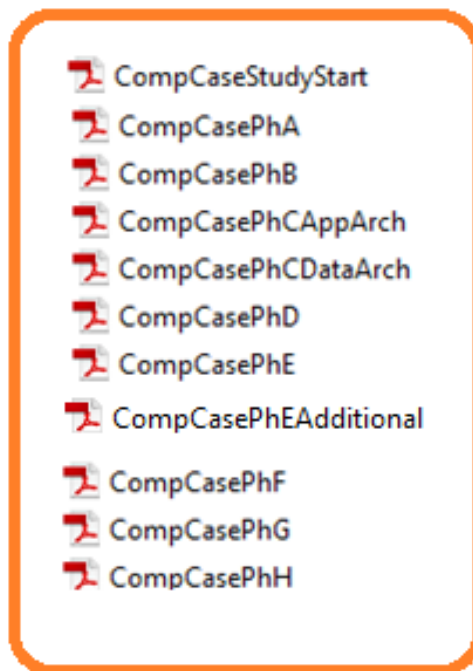 CompCaseStudyStart
CompCasePhA
CompCasePhB
CompCasePhCAppArch
CompCasePhCDataArch
CompCasePhD
CompCasePhE
CompCasePhEAdditional
CompCasePhF
CompCasePhG
CompCasePhH